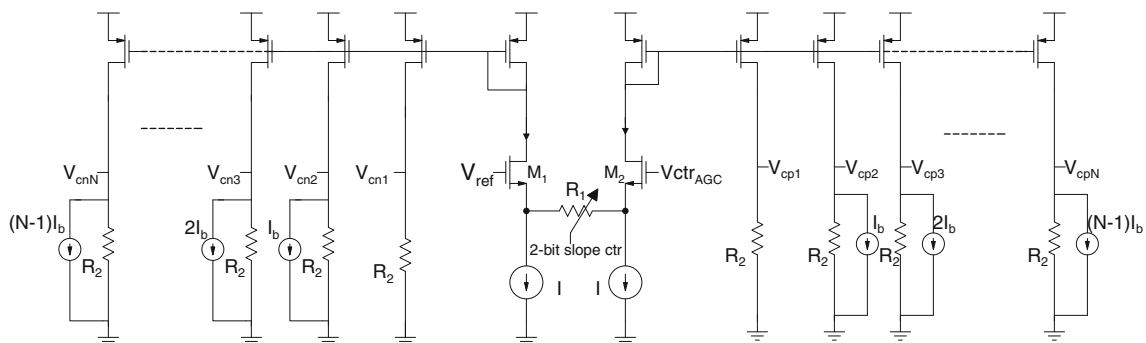 V_cnN
V_cn3
V_cn2
V_cn1
V_ref
M_1
M_2
Vctr_AGC
V_cp1
V_cp2
V_cp3
V_cpN
R_1
(N-1)I_b
2I_b
I_b
I_b
2I_b
(N-1)I_b
2-bit slope ctr
R_2
R_2
R_2
R_2
R_2
R_2
R_2
R_2
I
I